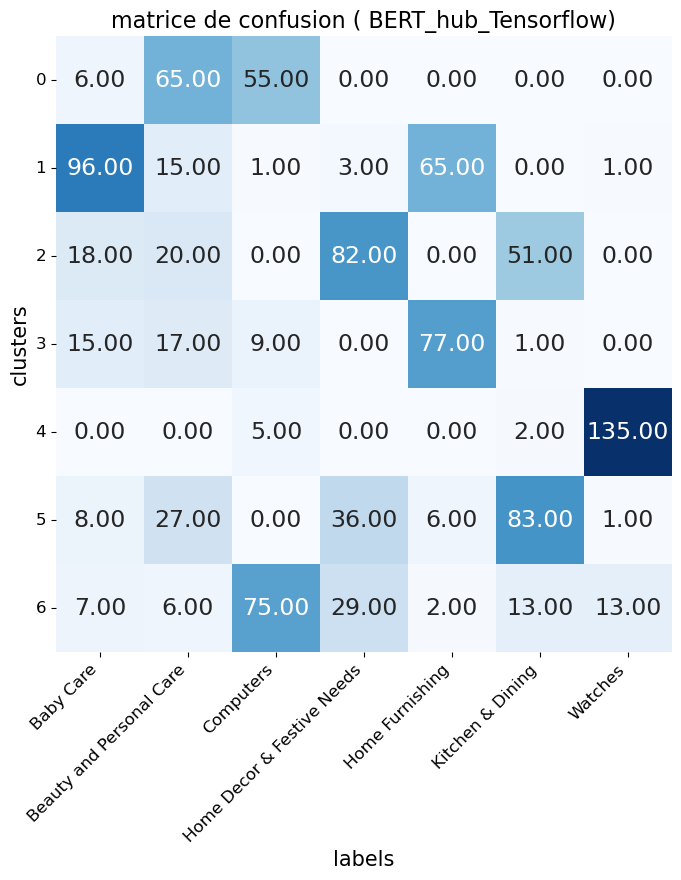 matrice de confusion ( BERT_hub_Tensorflow)
clusters
0 6.00 65.00 55.00 0.00 0.00 0.00 0.00
1 96.00 15.00 1.00 3.00 65.00 0.00 1.00
2 18.00 20.00 0.00 82.00 0.00 51.00 0.00
3 15.00 17.00 9.00 0.00 77.00 1.00 0.00
4 0.00 0.00 5.00 0.00 0.00 2.00 135.00
5 8.00 27.00 0.00 36.00 6.00 83.00 1.00
6 7.00 6.00 75.00 29.00 2.00 13.00 13.00
Baby Care
Beauty and Personal Care
Computers
Home Decor & Festive Needs
Home Furnishing
Kitchen & Dining
Watches
labels